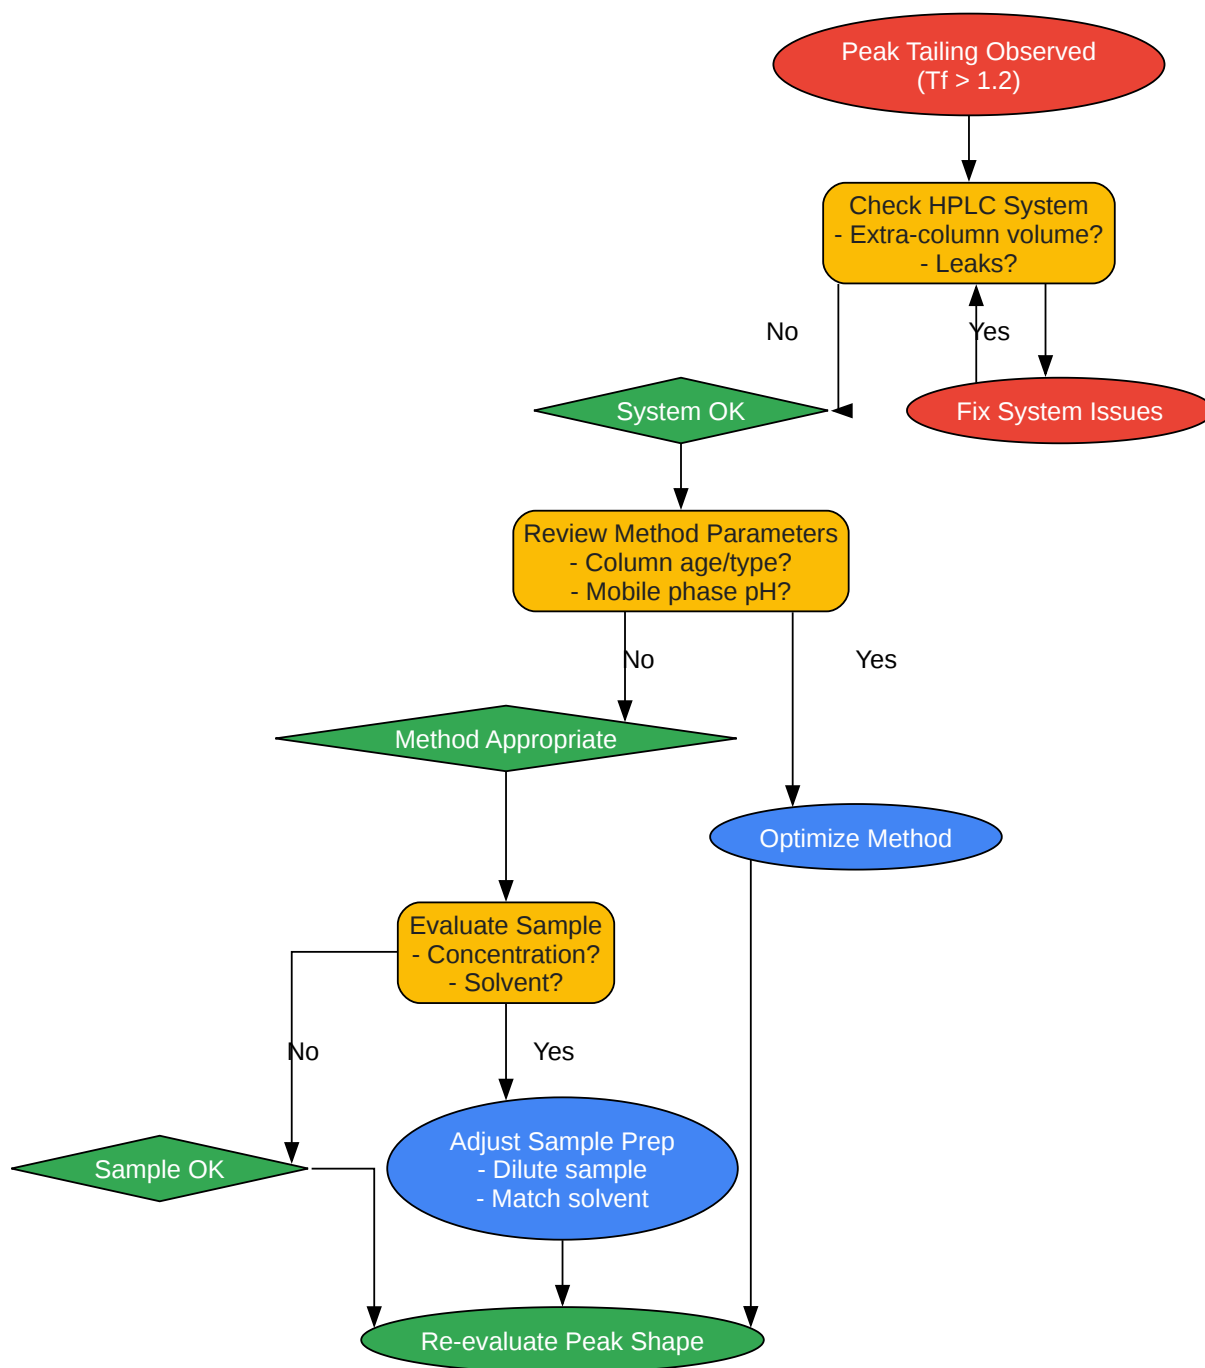 Peak Tailing Observed
(Tf > 1.2)
Check HPLC System
- Extra-column volume?
- Leaks?
No
Yes
System OK
Fix System Issues
Review Method Parameters
- Column age/type?
- Mobile phase pH?
No
Yes
Method Appropriate
Optimize Method
Evaluate Sample
- Concentration?
- Solvent?
No
Yes
Adjust Sample Prep
- Dilute sample
- Match solvent
Sample OK
Re-evaluate Peak Shape